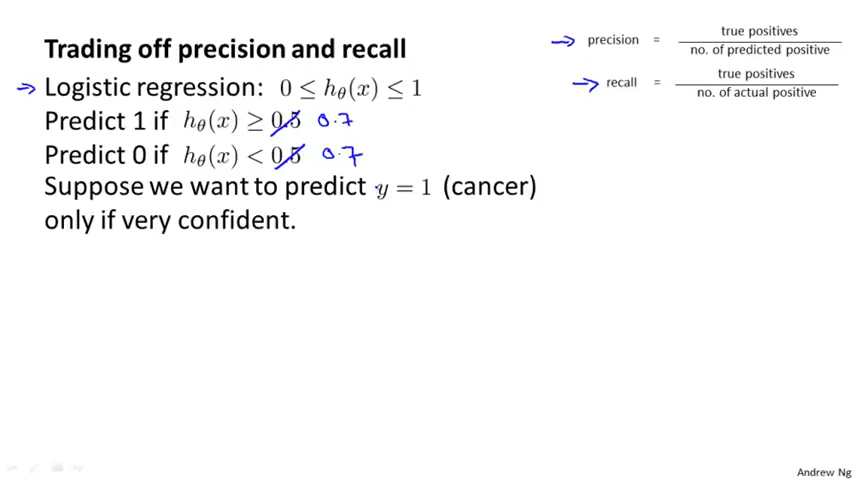 Trading off precision and recall
→ Logistic regression: 0 ≤ hθ(x) ≤ 1
Predict 1 if hθ(x) ≥ 0.5 0.7
Predict 0 if hθ(x) < 0.5 0.7
Suppose we want to predict y = 1 (cancer)
only if very confident.
→ precision = true positives / no. of predicted positive
→ recall = true positives / no. of actual positive
Andrew Ng